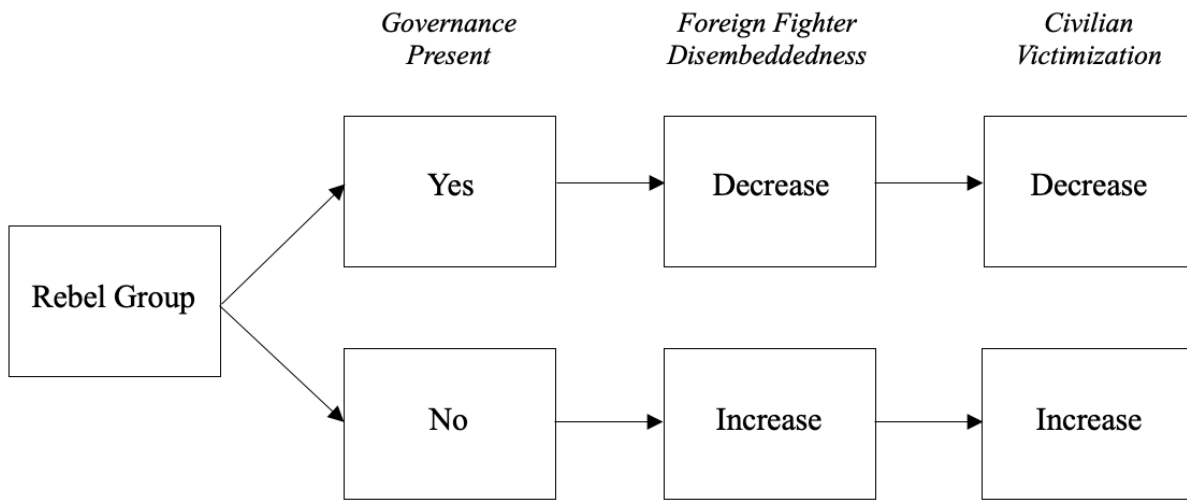 Governance
Present
Foreign Fighter
Disembeddedness
Civilian
Victimization
Yes
Decrease
Decrease
Rebel Group
No
Increase
Increase